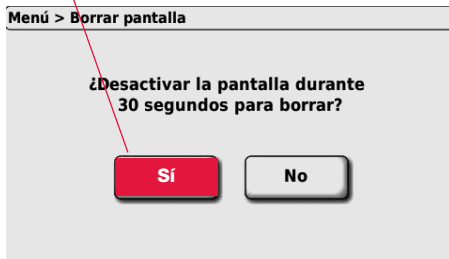 Menú > Borrar pantalla
¿Desactivar la pantalla durante
30 segundos para borrar?
Sí
No